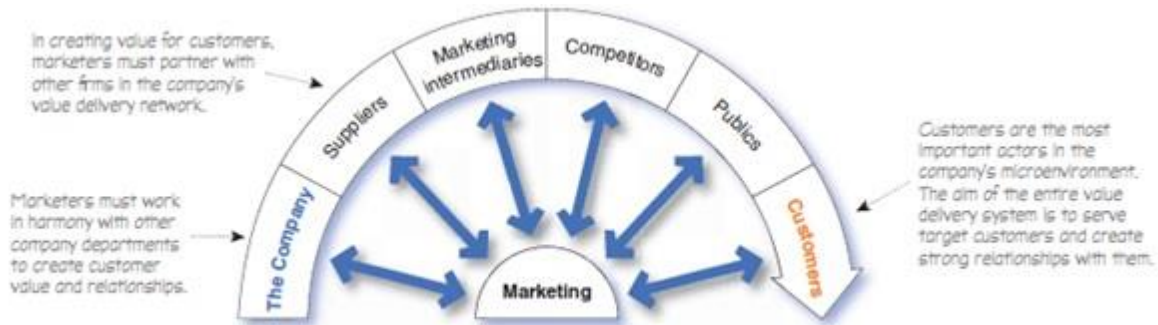 In creating value for customers,
marketers must partner with
other firms in the company's
value delivery network.
Marketers must work
in harmony with other
company departments
to create customer
value and relationships.
The Company
Suppliers
Marketing
intermediaries
Competitors
Publics
Customers
Marketing
Customers are the most
important actors in the
company's microenvironment.
The aim of the entire value
delivery system is to serve
target customers and create
strong relationships with them.